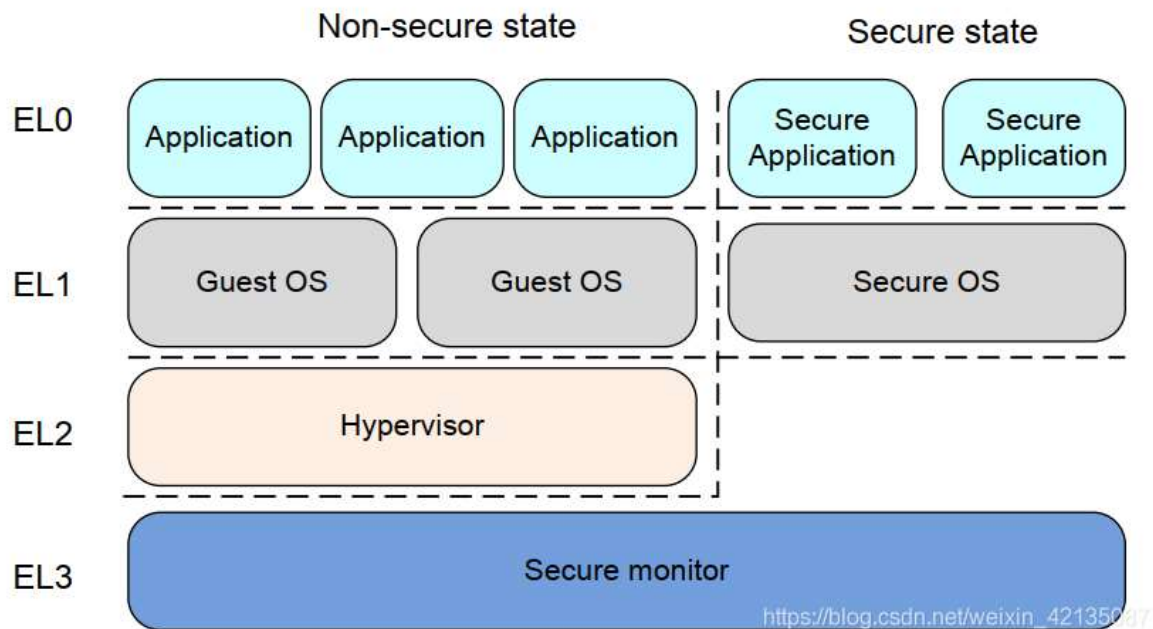 Non-secure state
Secure state
EL0
Application
Application
Application
Secure
Application
Secure
Application
EL1
Guest OS
Guest OS
Secure OS
EL2
Hypervisor
EL3
Secure monitor
https://blog.csdn.net/weixin_42135087